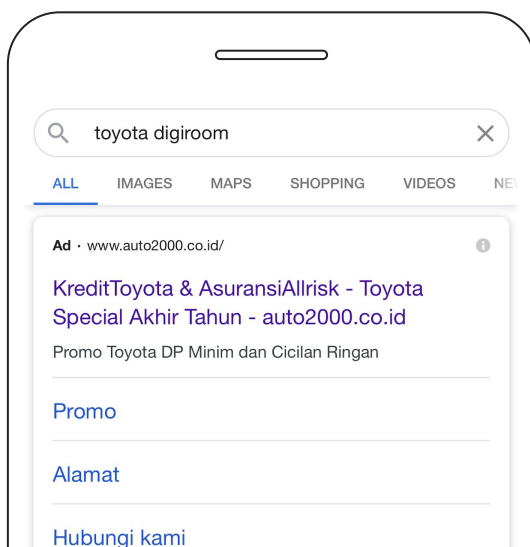 toyota digiroom
ALL IMAGES MAPS SHOPPING VIDEOS
Ad · www.auto2000.co.id/
KreditToyota & AsuransiAllrisk - Toyota
Special Akhir Tahun - auto2000.co.id
Promo Toyota DP Minim dan Cicilan Ringan
Promo
Alamat
Hubungi kami